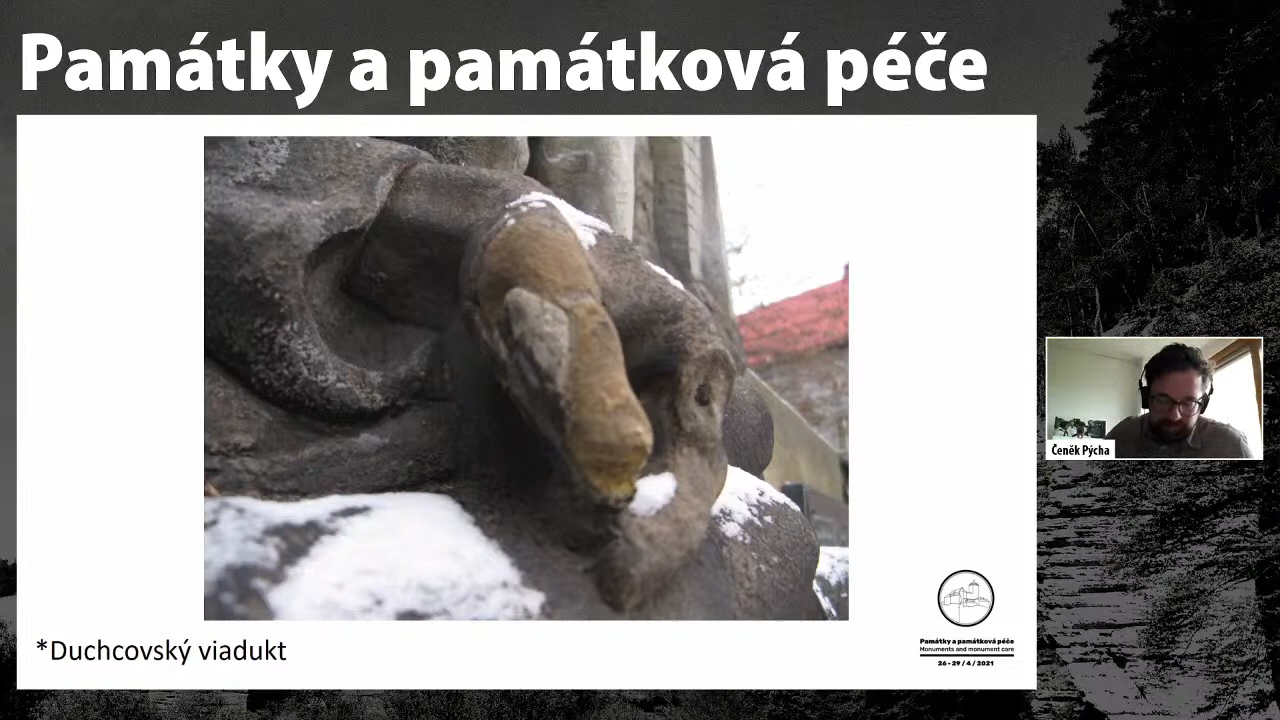 Památky a památková péče
Čeněk Pýcha
*Duchcovský viadukt
Památky a památková péče
Monuments and monument care
26 - 29 / 4 / 2021